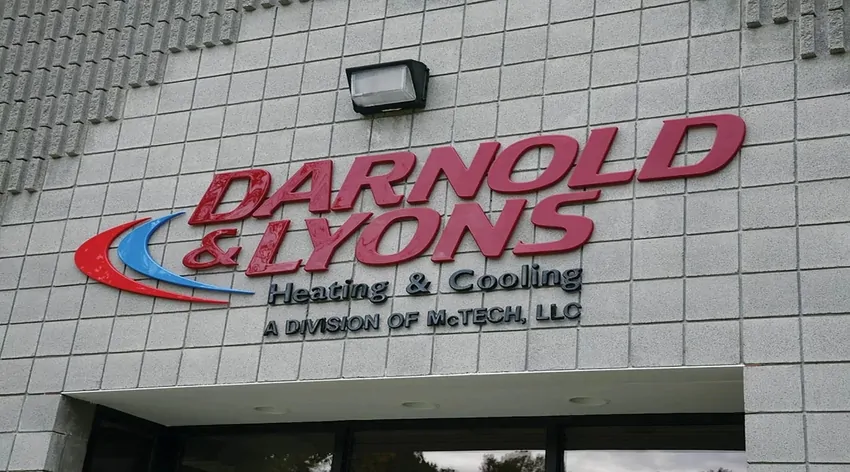 DARNOLD
& LYONS
Heating & Cooling
A DIVISION OF McTECH, LLC